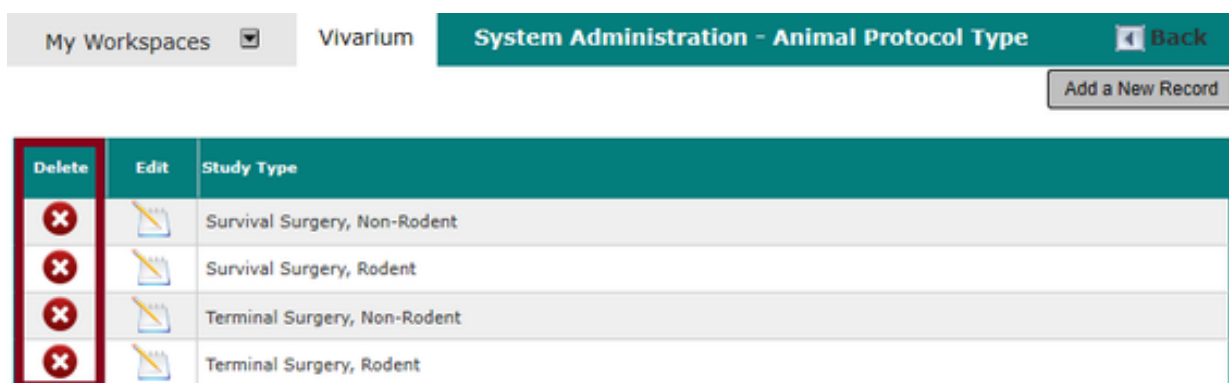 My Workspaces Vivarium System Administration - Animal Protocol Type Back
Add a New Record
Delete Edit Study Type
Survival Surgery, Non-Rodent
Survival Surgery, Rodent
Terminal Surgery, Non-Rodent
Terminal Surgery, Rodent